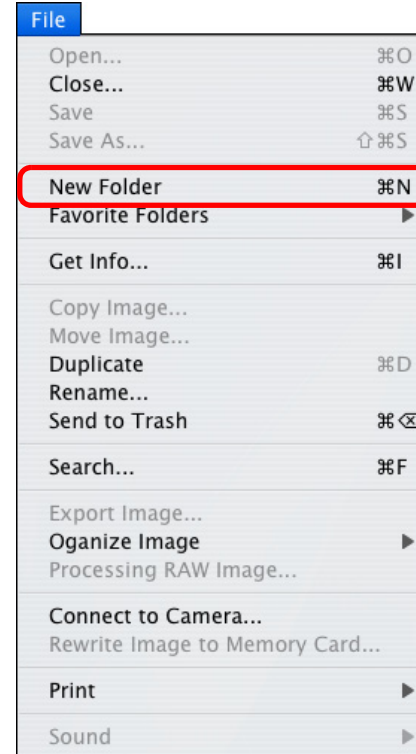 File
Open... ⌘O
Close... ⌘W
Save ⌘S
Save As... ⇧⌘S
New Folder ⌘N
Favorite Folders ▶
Get Info... ⌘I
Copy Image...
Move Image...
Duplicate ⌘D
Rename...
Send to Trash ⌘⌫
Search... ⌘F
Export Image...
Oganize Image ▶
Processing RAW Image...
Connect to Camera...
Rewrite Image to Memory Card...
Print ▶
Sound ▶